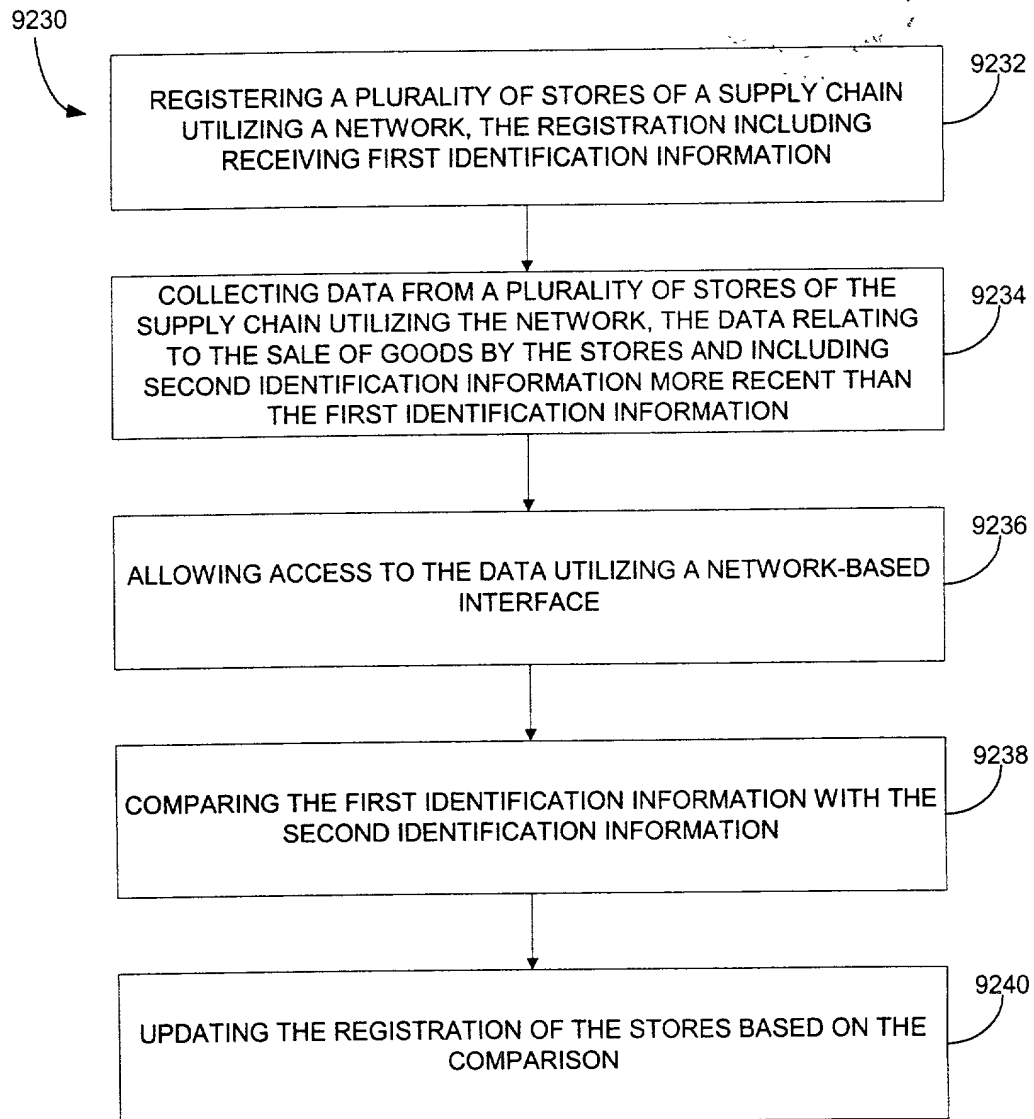 9230
9232
REGISTERING A PLURALITY OF STORES OF A SUPPLY CHAIN
UTILIZING A NETWORK, THE REGISTRATION INCLUDING
RECEIVING FIRST IDENTIFICATION INFORMATION
9234
COLLECTING DATA FROM A PLURALITY OF STORES OF THE
SUPPLY CHAIN UTILIZING THE NETWORK, THE DATA RELATING
TO THE SALE OF GOODS BY THE STORES AND INCLUDING
SECOND IDENTIFICATION INFORMATION MORE RECENT THAN
THE FIRST IDENTIFICATION INFORMATION
9236
ALLOWING ACCESS TO THE DATA UTILIZING A NETWORK-BASED
INTERFACE
9238
COMPARING THE FIRST IDENTIFICATION INFORMATION WITH THE
SECOND IDENTIFICATION INFORMATION
9240
UPDATING THE REGISTRATION OF THE STORES BASED ON THE
COMPARISON